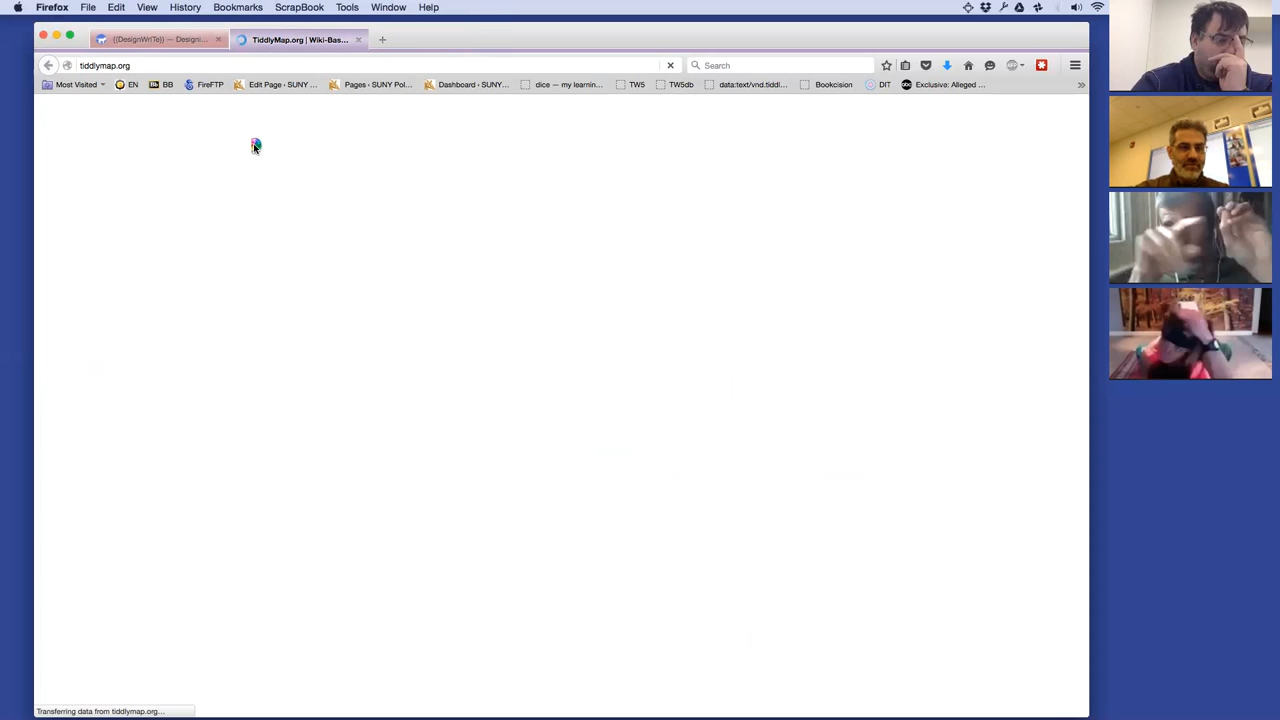 Firefox File Edit View History Bookmarks ScrapBook Tools Window Help
{{DesignWriTe}} — Designi... TiddlyMap.org | Wiki-Bas...
tiddlymap.org Search
Most Visited EN BB FireFTP Edit Page ‹ SUNY ... Pages ‹ SUNY Pol... Dashboard ‹ SUNY... dice — my learnin... TW5 TW5db data:text/vnd.tiddl... Bookcision DIT Exclusive: Alleged ...
Transferring data from tiddlymap.org...